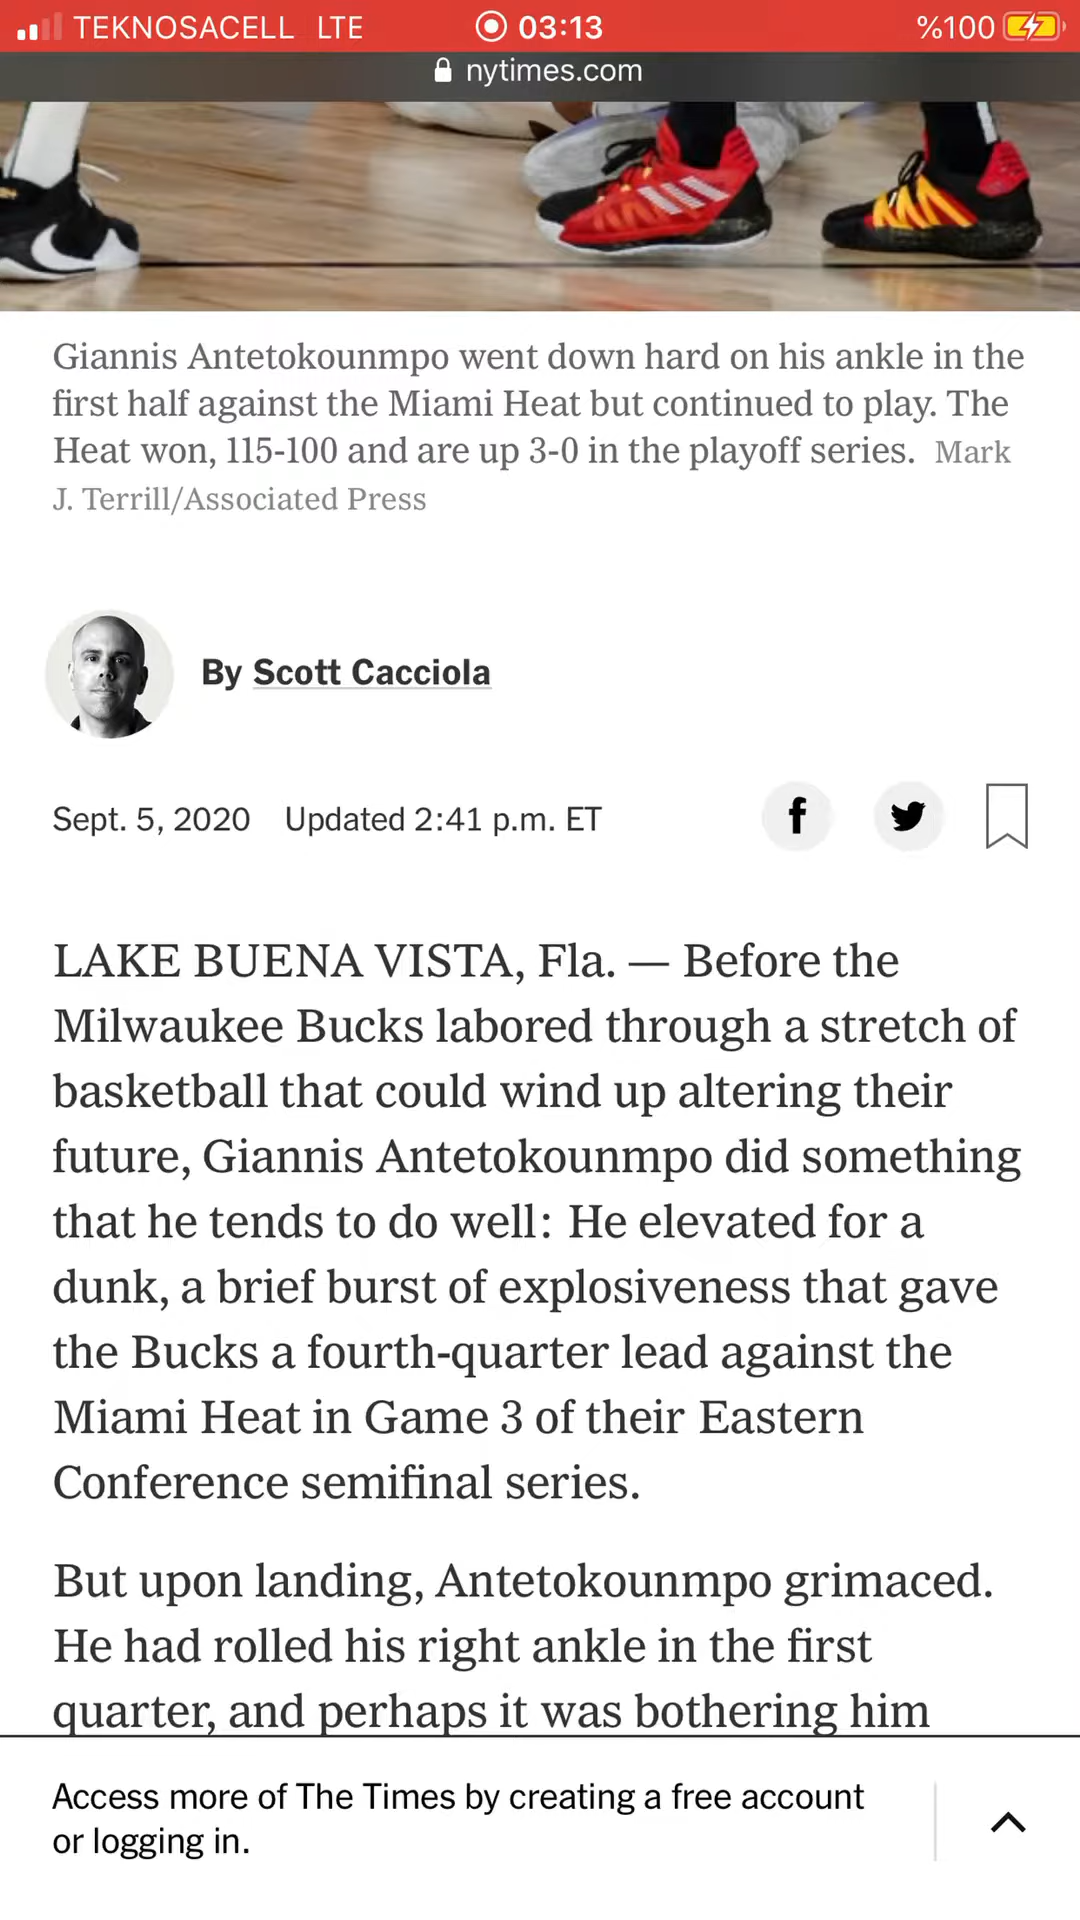 TEKNOSACELL LTE 03:13 %100
nytimes.com
Giannis Antetokounmpo went down hard on his ankle in the
first half against the Miami Heat but continued to play. The
Heat won, 115-100 and are up 3-0 in the playoff series. Mark
J. Terrill/Associated Press
By Scott Cacciola
Sept. 5, 2020 Updated 2:41 p.m. ET
LAKE BUENA VISTA, Fla. — Before the
Milwaukee Bucks labored through a stretch of
basketball that could wind up altering their
future, Giannis Antetokounmpo did something
that he tends to do well: He elevated for a
dunk, a brief burst of explosiveness that gave
the Bucks a fourth-quarter lead against the
Miami Heat in Game 3 of their Eastern
Conference semifinal series.
But upon landing, Antetokounmpo grimaced.
He had rolled his right ankle in the first
quarter, and perhaps it was bothering him
Access more of The Times by creating a free account
or logging in.